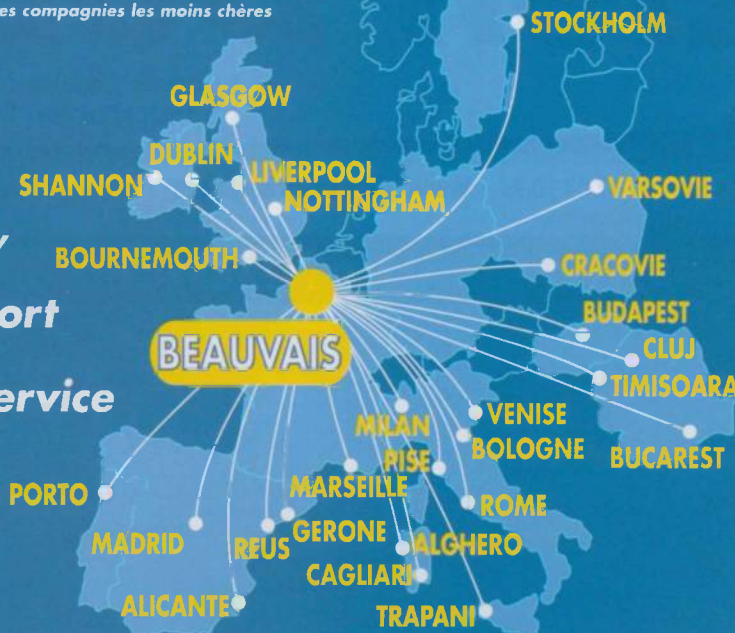 es compagnies les moins chères
STOCKHOLM
GLASGOW
DUBLIN
LIVERPOOL
SHANNON
VARSOVIE
NOTTINGHAM
y
BOURNEMOUTH
CRACOVIE
ort
BUDAPEST
BEAUVAIS
CLUJ
TIMISOARA
ervice
VENISE
MILAN
BOLOGNE
BUCAREST
PISE
MARSEILLE
PORTO
ROME
GERONE
MADRID
REUS
ALGHERO
CAGLIARI
ALICANTE
TRAPANI